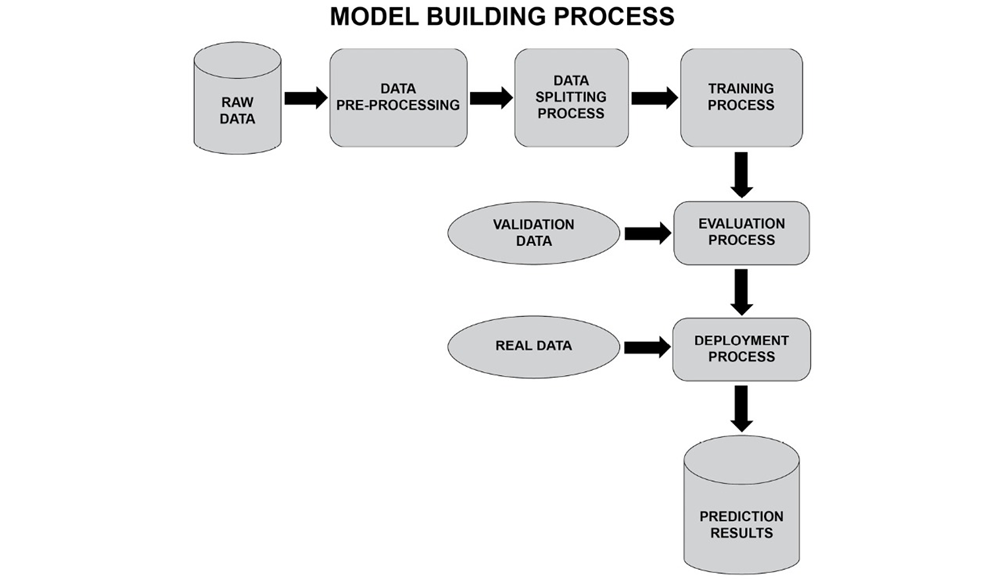 MODEL BUILDING PROCESS
RAW
DATA
DATA
PRE-PROCESSING
DATA
SPLITTING
PROCESS
TRAINING
PROCESS
VALIDATION
DATA
EVALUATION
PROCESS
REAL DATA
DEPLOYMENT
PROCESS
PREDICTION
RESULTS